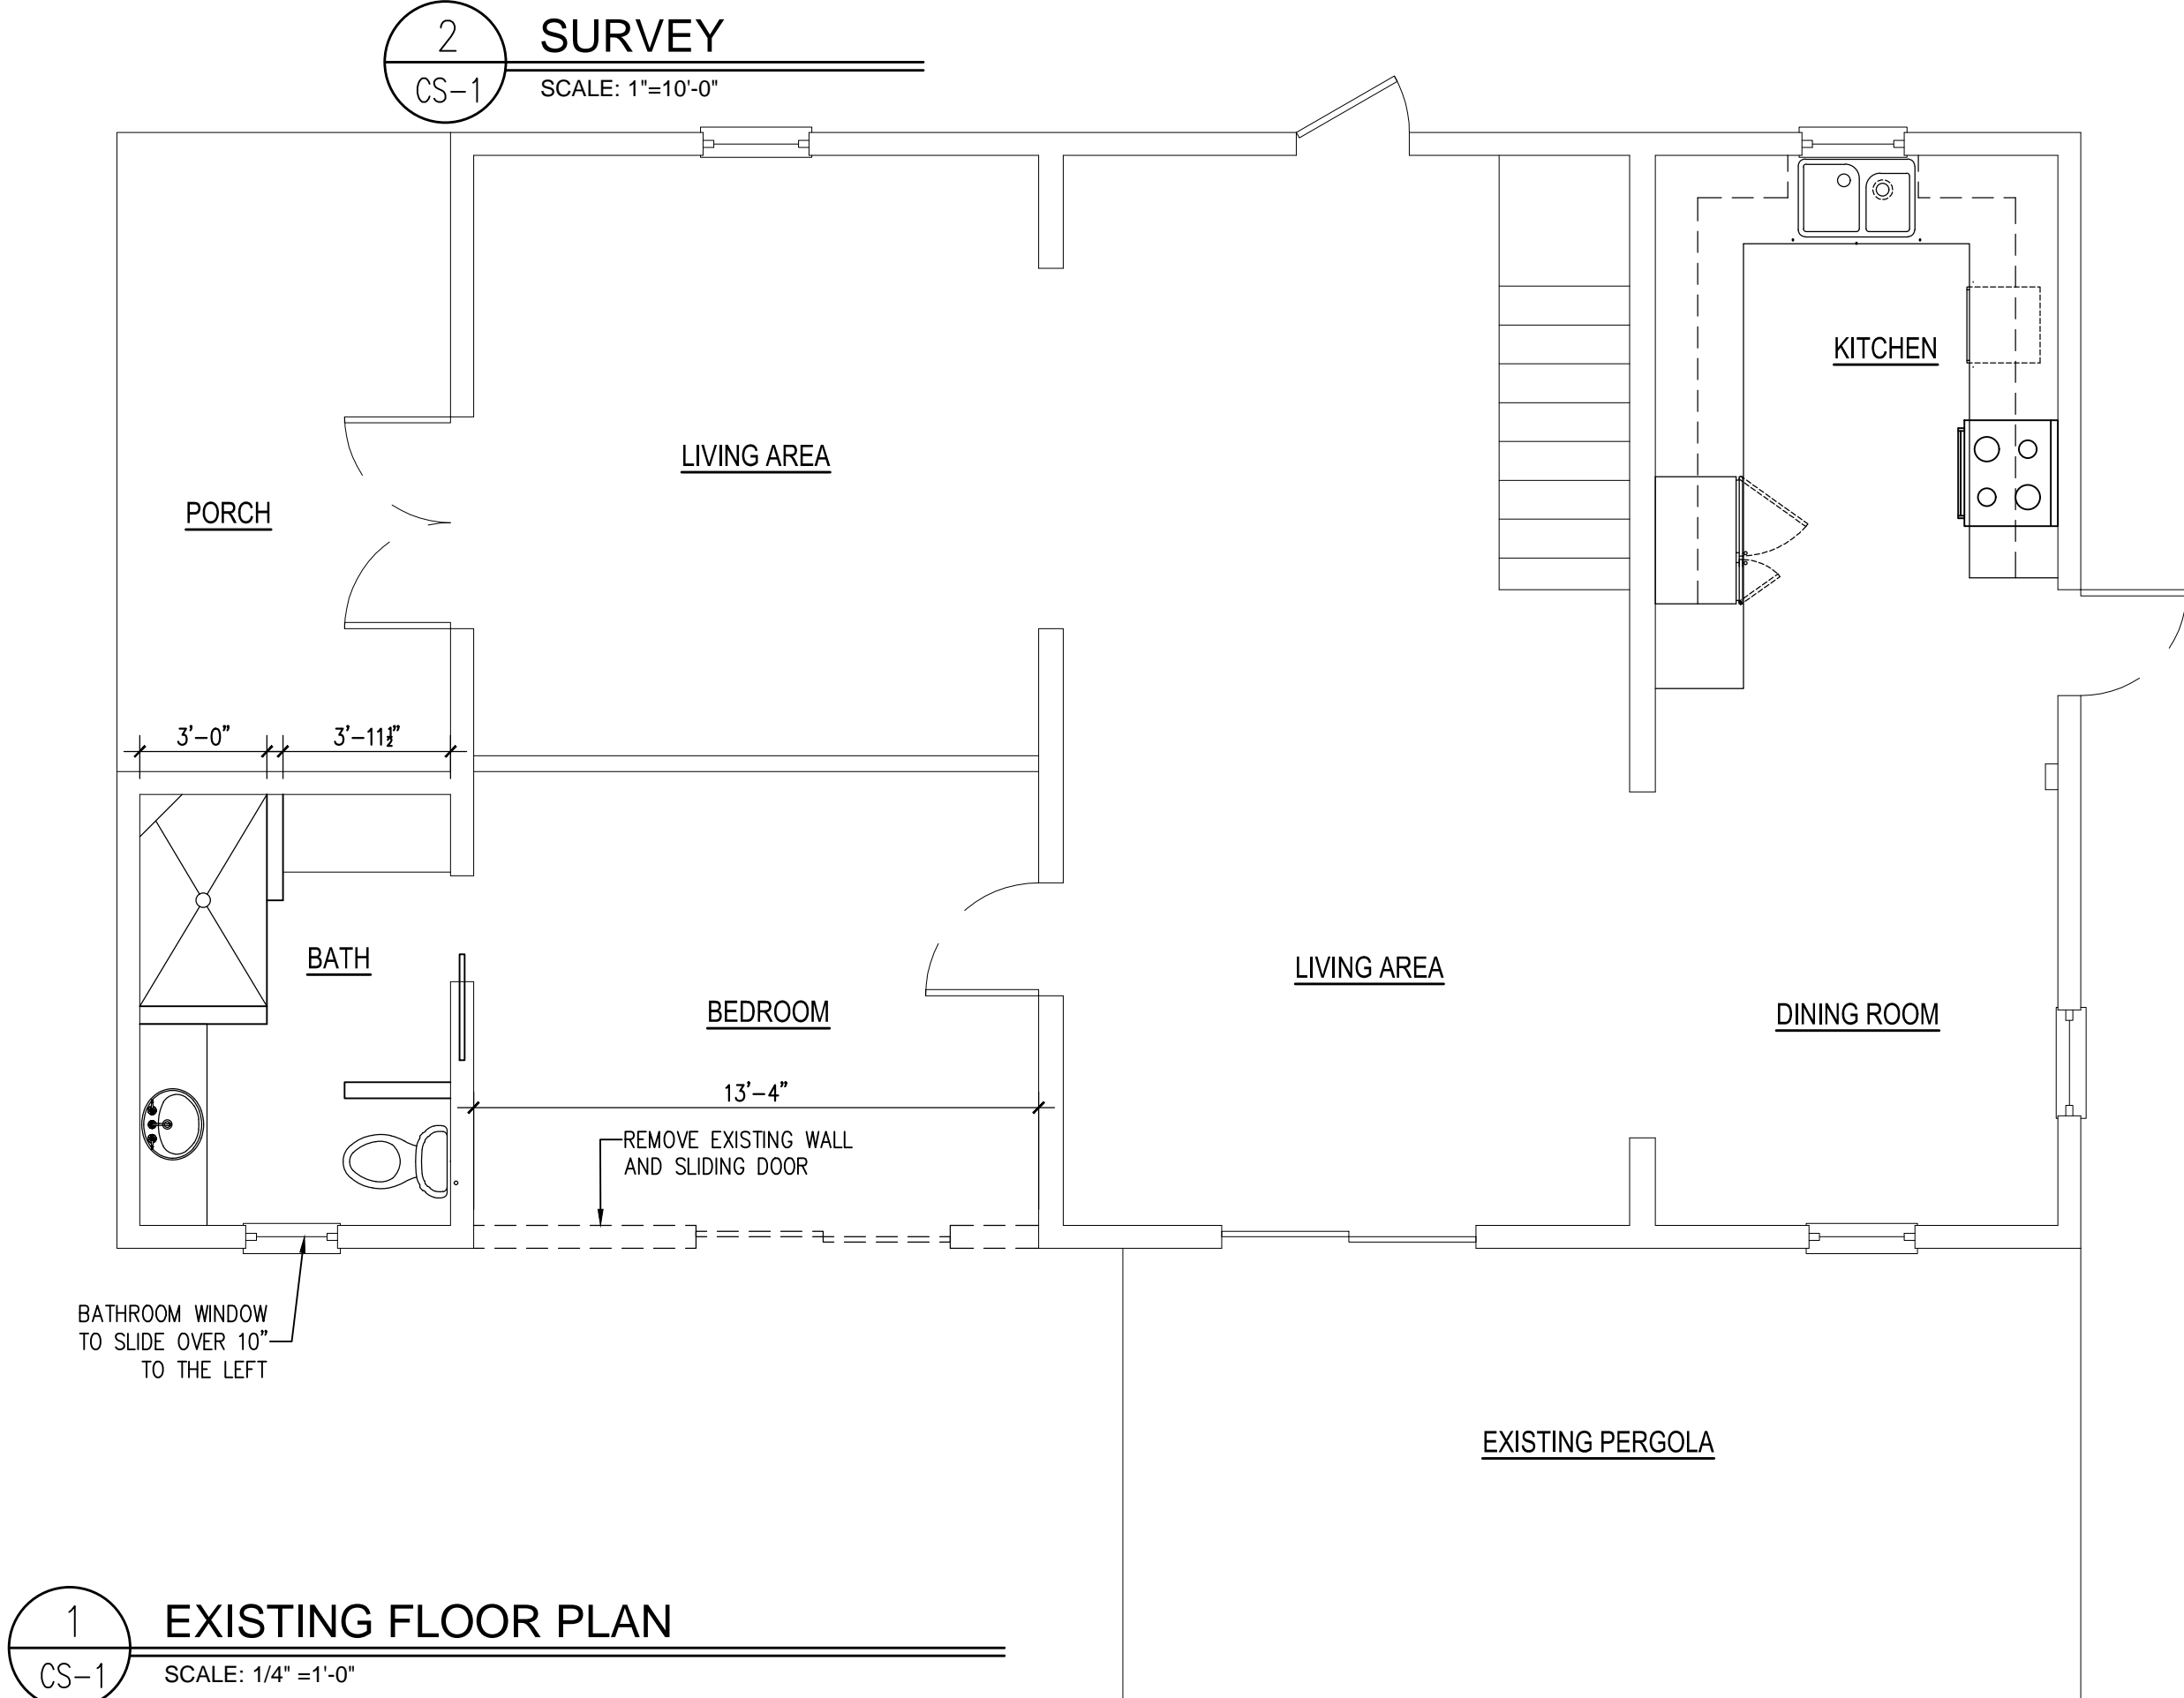 2
SURVEY
CS-1
SCALE: 1"=10'-0"
KITCHEN
LIVING AREA
PORCH
3'-0"
3'-11½"
BATH
LIVING AREA
BEDROOM
DINING ROOM
13'-4"
REMOVE EXISTING WALL
AND SLIDING DOOR
BATHROOM WINDOW
TO SLIDE OVER 10"
TO THE LEFT
EXISTING PERGOLA
1
EXISTING FLOOR PLAN
CS-1
SCALE: 1/4" =1'-0"